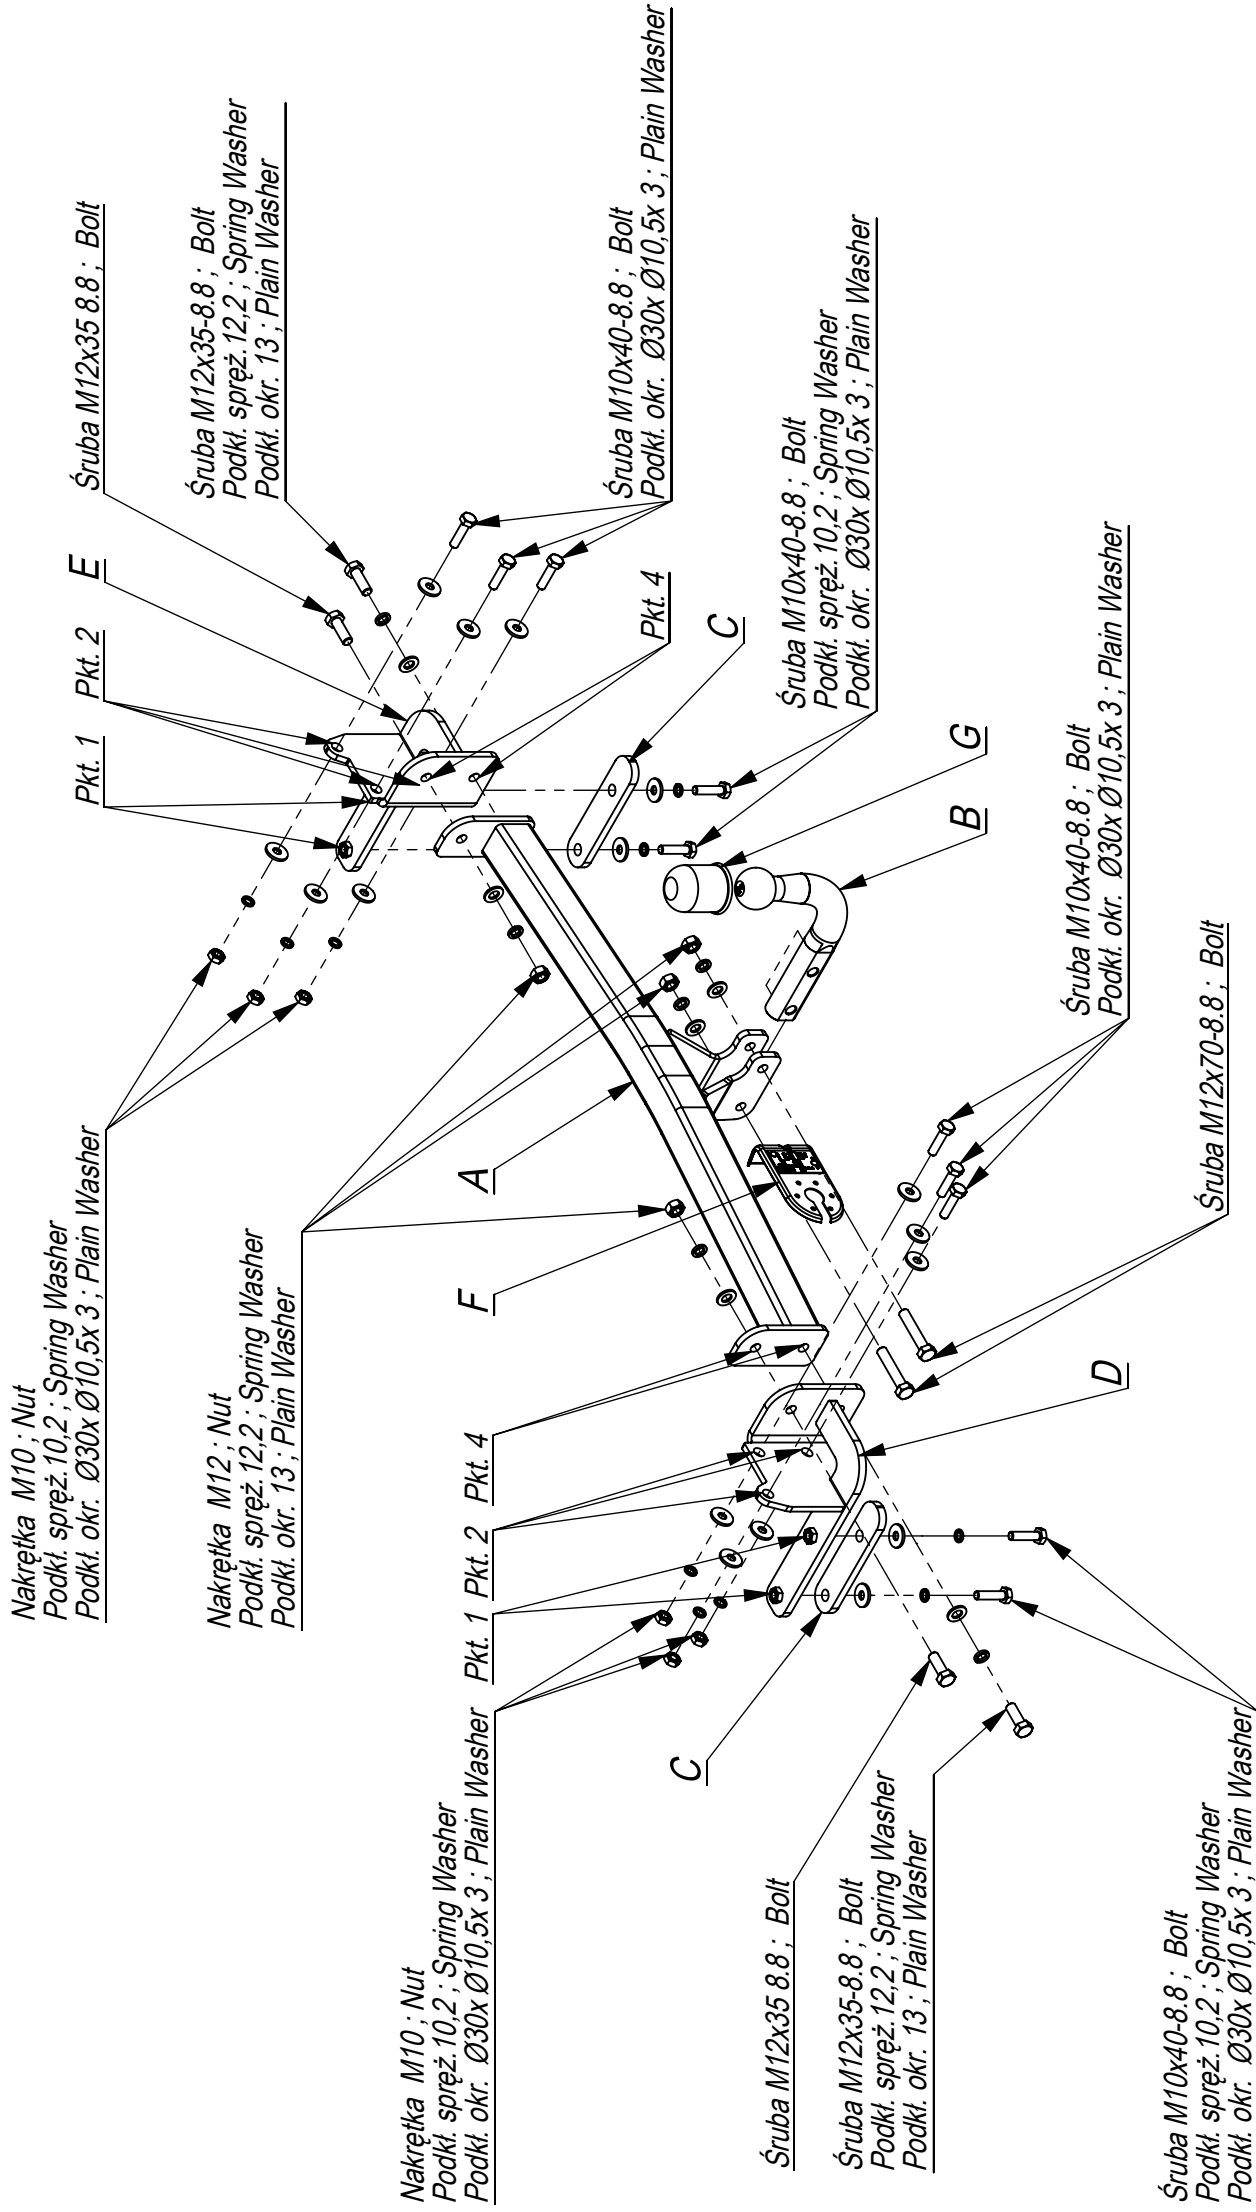 Nakrętka M10 ; Nut
Podkł. spręż.10,2 ; Spring Washer
Podkł. okr. Ø30x Ø10,5x 3 ; Plain Washer
Nakrętka M12 ; Nut
Podkł. spręż.12,2 ; Spring Washer
Podkł. okr. 13 ; Plain Washer
Pkt. 1
Pkt. 2
E
Śruba M12x35 8.8 ; Bolt
Śruba M12x35-8.8 ; Bolt
Podkł. spręż.12,2 ; Spring Washer
Podkł. okr. 13 ; Plain Washer
Nakrętka M10 ; Nut
Podkł. spręż.10,2 ; Spring Washer
Podkł. okr. Ø30x Ø10,5x 3 ; Plain Washer
Pkt. 1
Pkt. 2
Pkt. 4
F
A
Pkt. 4
Śruba M10x40-8.8 ; Bolt
Podkł. okr. Ø30x Ø10,5x 3 ; Plain Washer
C
C
Śruba M10x40-8.8 ; Bolt
Podkł. spręż.10,2 ; Spring Washer
Podkł. okr. Ø30x Ø10,5x 3 ; Plain Washer
Śruba M12x35 8.8 ; Bolt
Śruba M12x35-8.8 ; Bolt
Podkł. spręż.12,2 ; Spring Washer
Podkł. okr. 13 ; Plain Washer
G
B
D
Śruba M10x40-8.8 ; Bolt
Podkł. okr. Ø30x Ø10,5x 3 ; Plain Washer
Śruba M12x70-8.8 ; Bolt
Śruba M10x40-8.8 ; Bolt
Podkł. spręż.10,2 ; Spring Washer
Podkł. okr. Ø30x Ø10,5x 3 ; Plain Washer